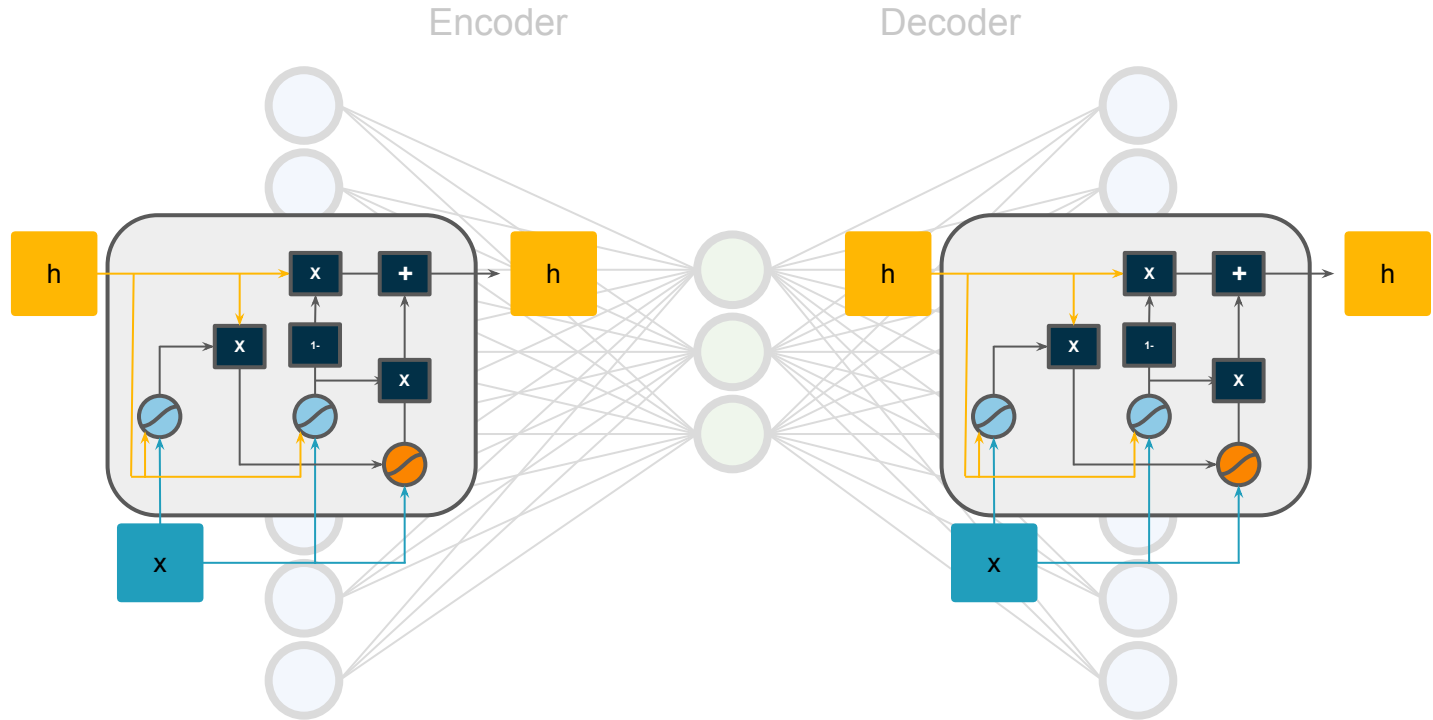 Encoder
Decoder
h
X
+
h
h
X
+
h
X
1-
X
1-
X
X
X
X